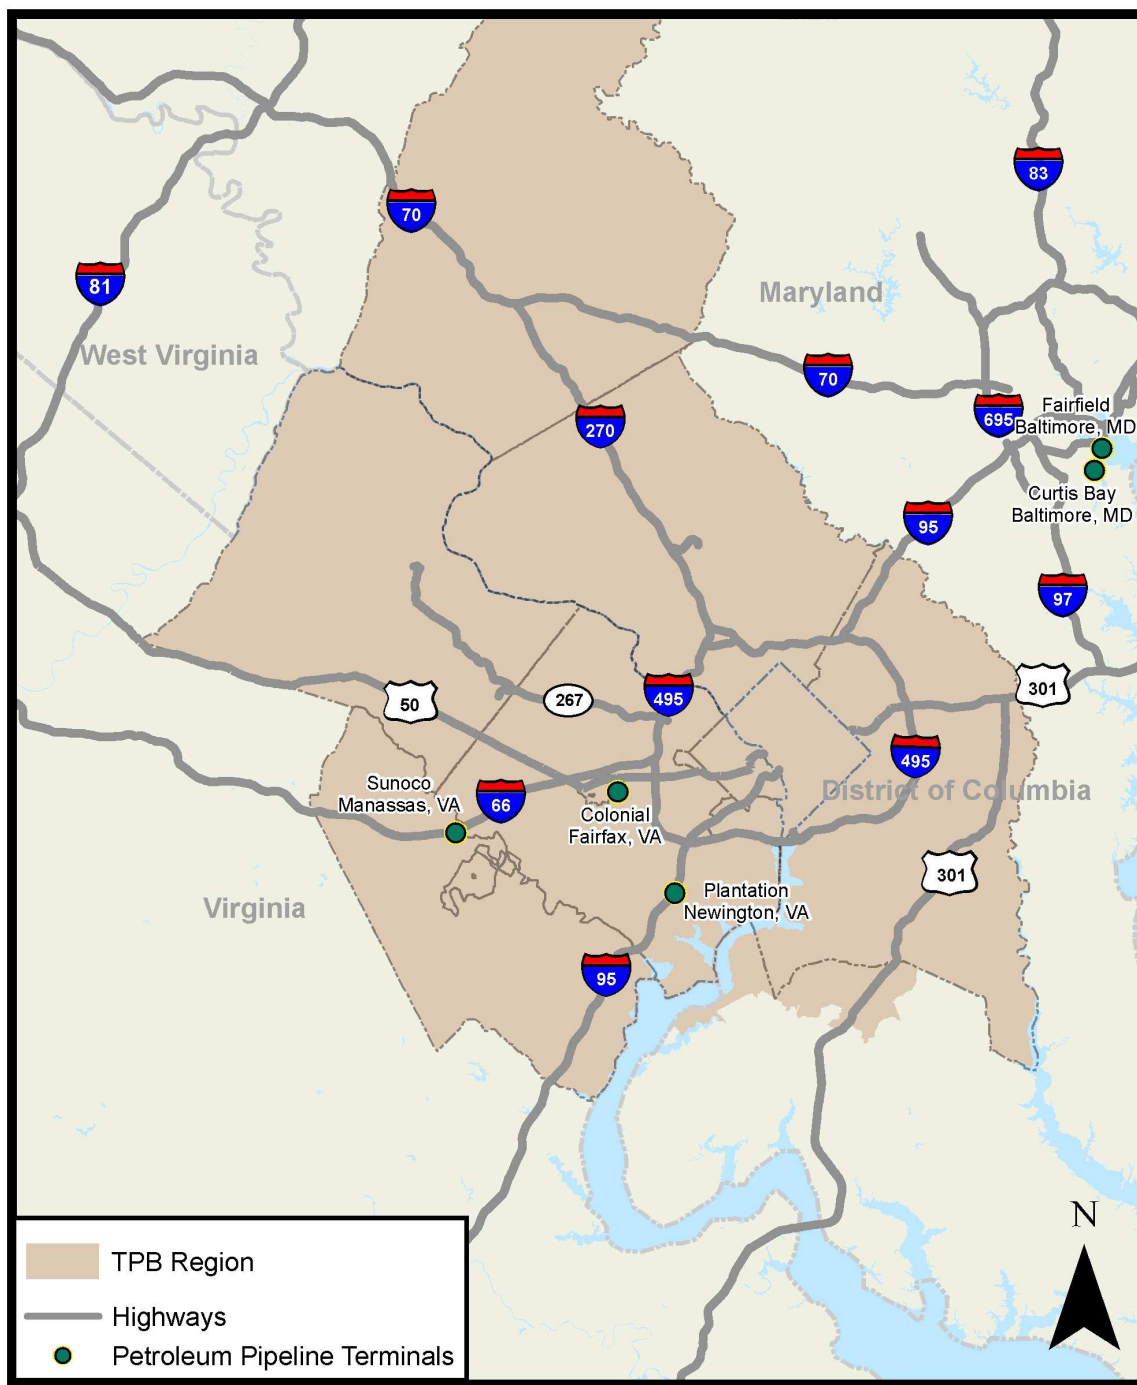 83
70
81
Maryland
West Virginia
70
270
695
Fairfield
Baltimore, MD
Curtis Bay
Baltimore, MD
95
97
50
267
495
301
495
Sunoco
Manassas, VA
66
Colonial
Fairfax, VA
District of Columbia
301
Virginia
Plantation
Newington, VA
95
N
TPB Region
Highways
Petroleum Pipeline Terminals